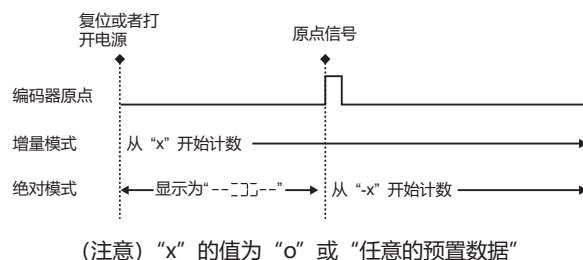 复位或者打
开电源
原点信号
编码器原点
增量模式 从 “x” 开始计数
绝对模式 显示为“ ” 从 “-x” 开始计数
(注意) “x” 的值为 “o” 或 “任意的预置数据”